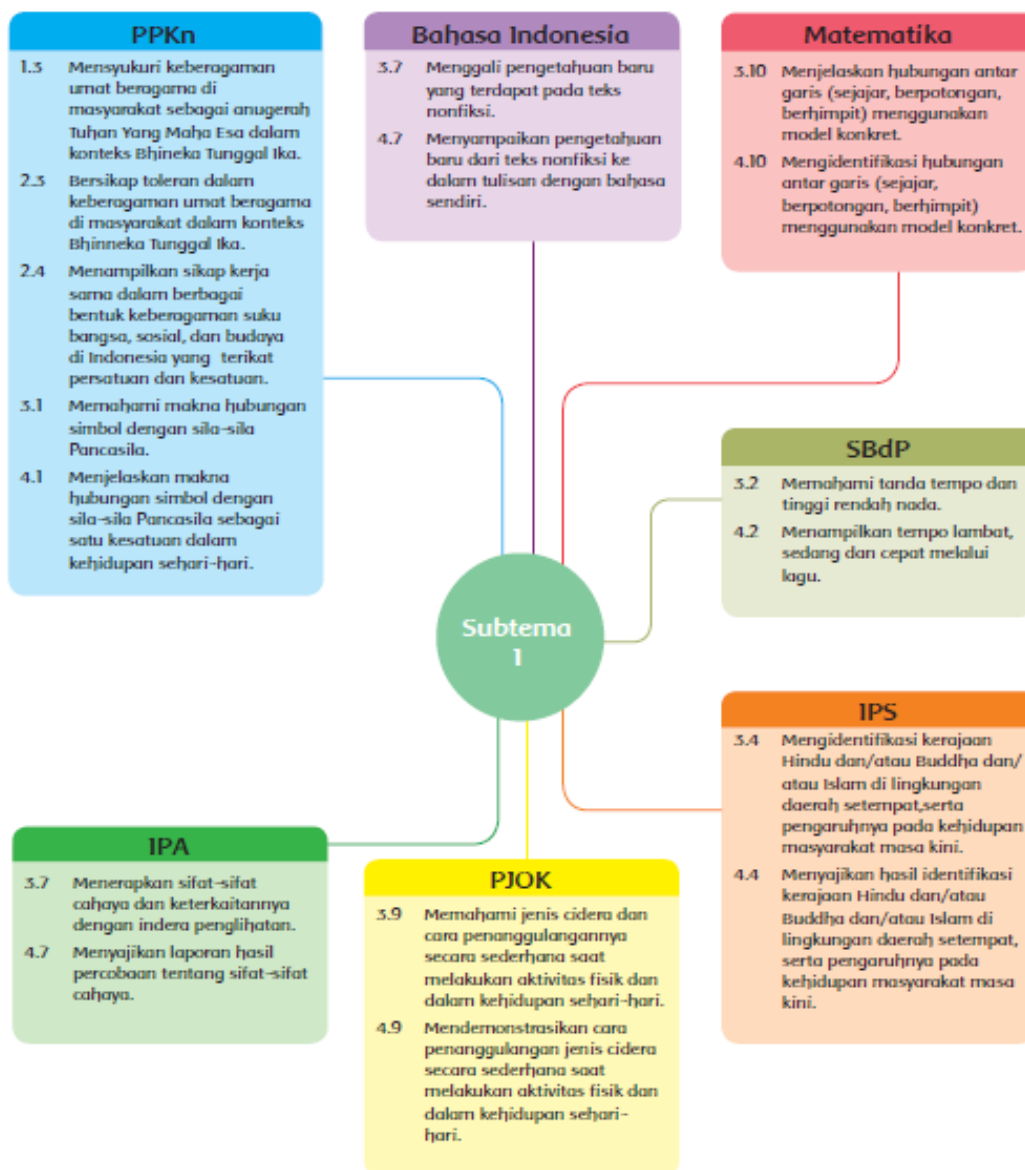 PPKn
1.3 Mensyukuri keberagaman
umat beragama di
masyarakat sebagai anugerah
Tuhan Yang Maha Esa dalam
konteks Bhineka Tunggal Ika.
2.3 Bersikap toleran dalam
keberagaman umat beragama
di masyarakat dalam konteks
Bhinneka Tunggal Ika.
2.4 Menampilkan sikap kerja
sama dalam berbagai
bentuk keberagaman suku
bangsa, sosial, dan budaya
di Indonesia yang terikat
persatuan dan kesatuan.
3.1 Memahami makna hubungan
simbol dengan sila-sila
Pancasila.
4.1 Menjelaskan makna
hubungan simbol dengan
sila-sila Pancasila sebagai
satu kesatuan dalam
kehidupan sehari-hari.
Bahasa Indonesia
3.7 Menggali pengetahuan baru
yang terdapat pada teks
nonfiksi.
4.7 Menyampaikan pengetahuan
baru dari teks nonfiksi ke
dalam tulisan dengan bahasa
sendiri.
Matematika
3.10 Menjelaskan hubungan antar
garis (sejajar, berpotongan,
berhimpit) menggunakan
model konkret.
4.10 Mengidentifikasi hubungan
antar garis (sejajar,
berpotongan, berhimpit)
menggunakan model konkret.
SBdP
3.2 Memahami tanda tempo dan
tinggi rendah nada.
4.2 Menampilkan tempo lambat,
sedang dan cepat melalui
lagu.
Subtema
1
IPS
3.4 Mengidentifikasi kerajaan
Hindu dan/atau Buddha dan/
atau Islam di lingkungan
daerah setempat,serta
pengaruhnya pada kehidupan
masyarakat masa kini.
4.4 Menyajikan hasil identifikasi
kerajaan Hindu dan/atau
Buddha dan/atau Islam di
lingkungan daerah setempat,
serta pengaruhnya pada
kehidupan masyarakat masa
kini.
IPA
3.7 Menerapkan sifat-sifat
cahaya dan keterkaitannya
dengan indera penglihatan.
4.7 Menyajikan laporan hasil
percobaan tentang sifat-sifat
cahaya.
PJOK
3.9 Memahami jenis cidera dan
cara penanggulangannya
secara sederhana saat
melakukan aktivitas fisik dan
dalam kehidupan sehari-hari.
4.9 Mendemonstrasikan cara
penanggulangan jenis cidera
secara sederhana saat
melakukan aktivitas fisik dan
dalam kehidupan sehari-
hari.